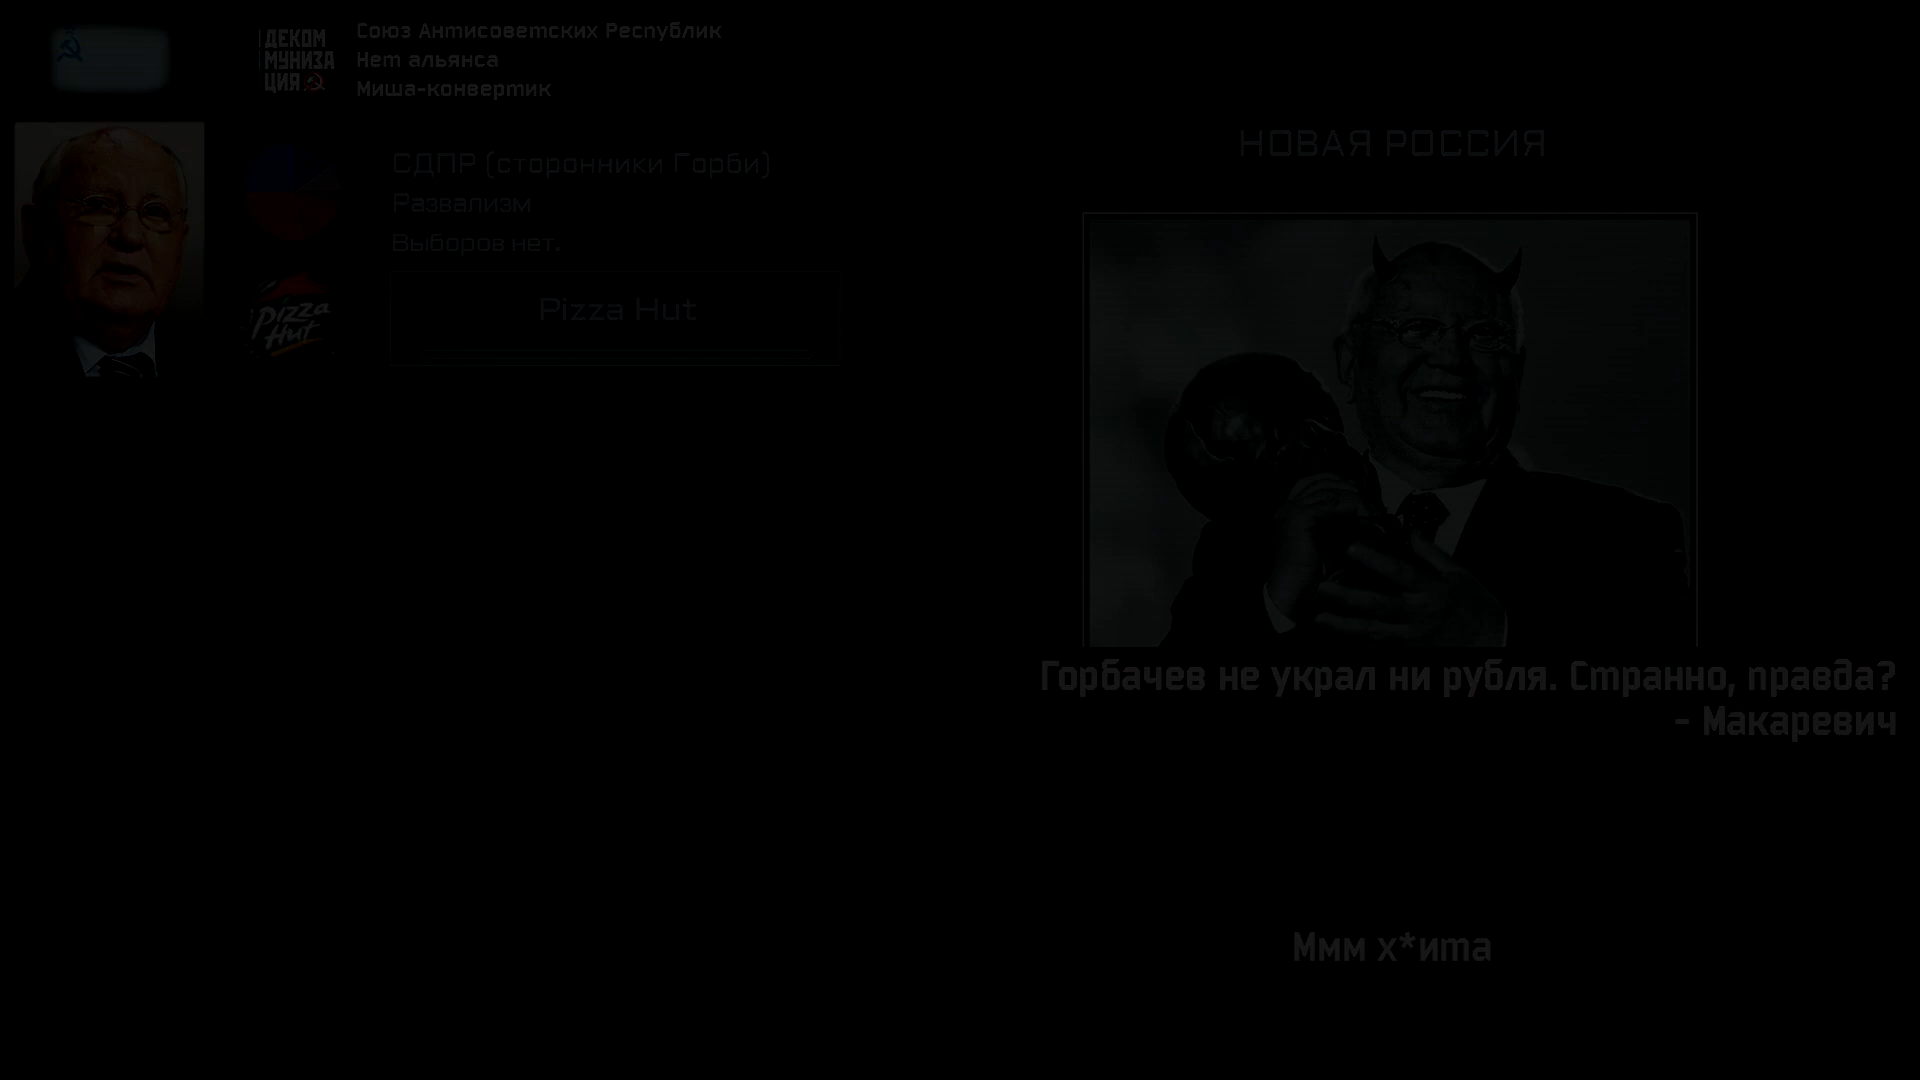 Союз Антисоветских Республик
Нет альянса
Миша-конвертик
ДЕКОМ
МУНИЗА
ЦИЯ
СДПР (сторонники Горби)
Развализм
Выборов нет.
Pizza Hut
Pizza
Hut
НОВАЯ РОССИЯ
Горбачев не украл ни рубля. Странно, правда?
- Макаревич
Ммм х*ита